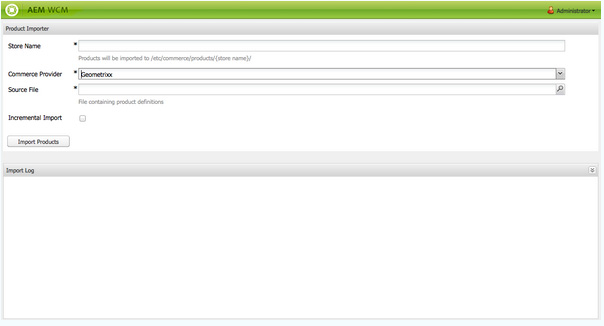 AEM WCM
Administrator
Product Importer
Store Name *
Products will be imported to /etc/commerce/products/{store name}/
Commerce Provider * Geometrixx
Source File *
File containing product definitions
Incremental Import
Import Products
Import Log